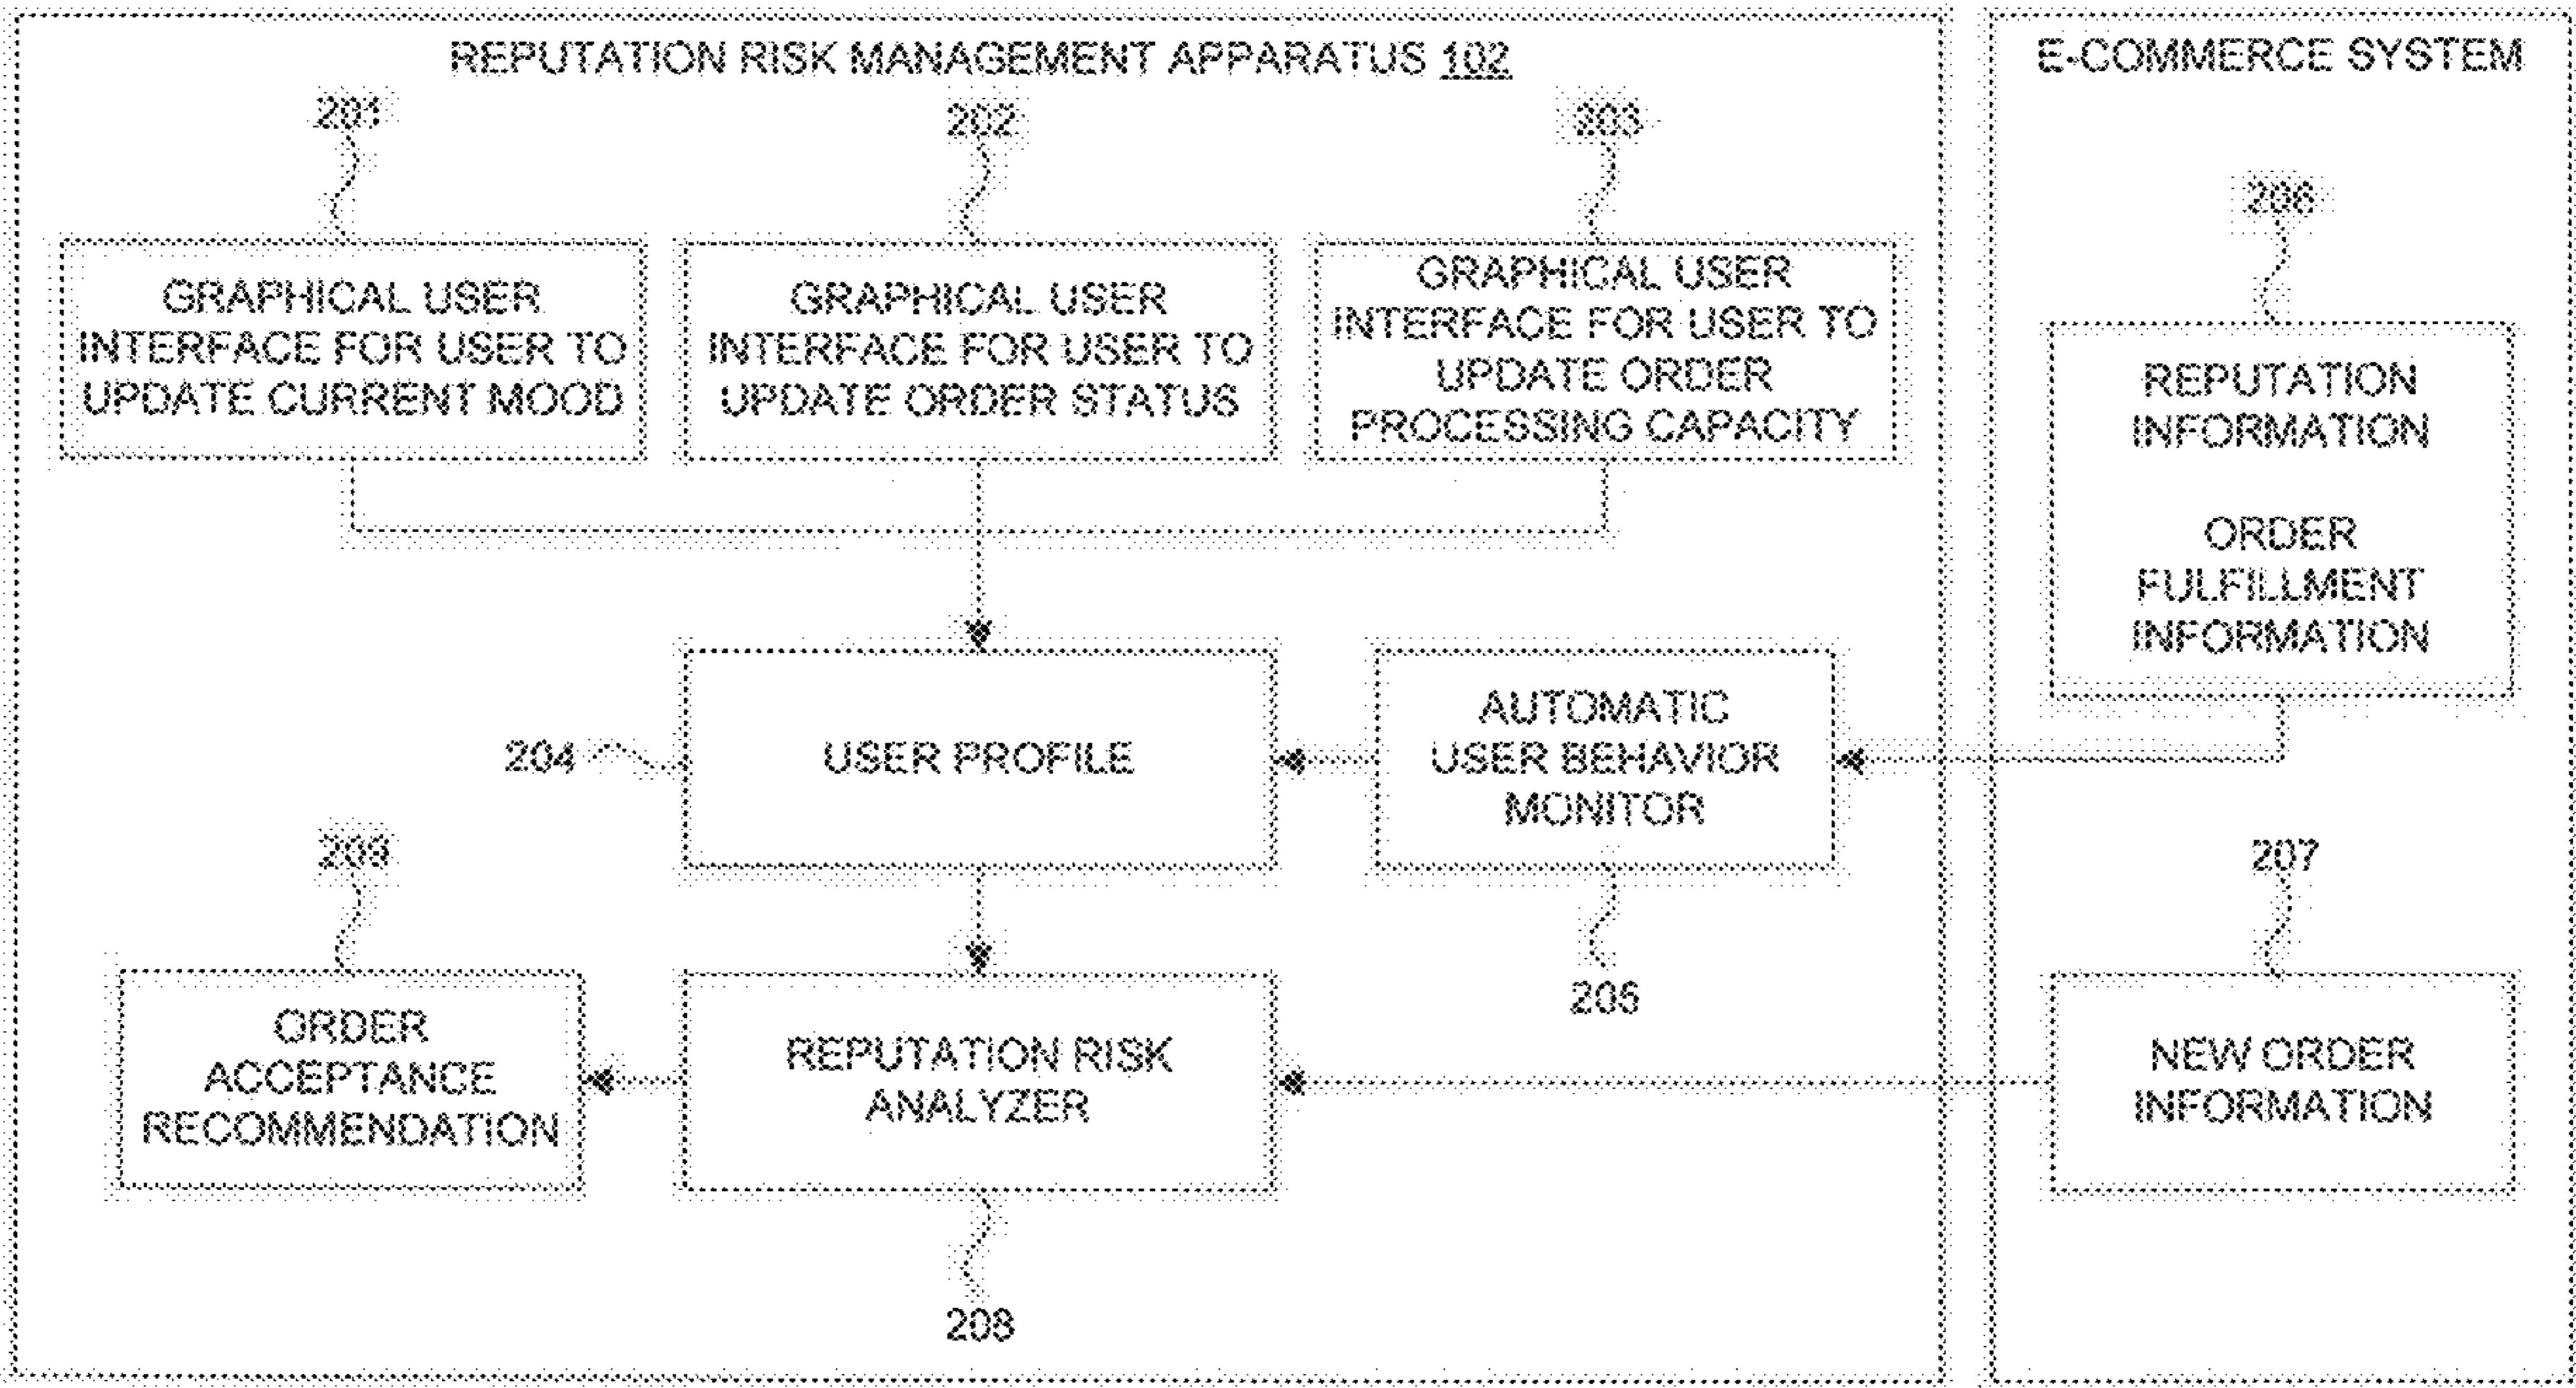 REPUTATION RISK MANAGEMENT APPARATUS 102
E-COMMERCE SYSTEM
201
202
203
206
GRAPHICAL USER
INTERFACE FOR USER TO
UPDATE CURRENT MOOD
GRAPHICAL USER
INTERFACE FOR USER TO
UPDATE ORDER STATUS
GRAPHICAL USER
INTERFACE FOR USER TO
UPDATE ORDER
PROCESSING CAPACITY
REPUTATION
INFORMATION
ORDER
FULFILLMENT
INFORMATION
204
USER PROFILE
AUTOMATIC
USER BEHAVIOR
MONITOR
205
209
207
ORDER
ACCEPTANCE
RECOMMENDATION
REPUTATION RISK
ANALYZER
NEW ORDER
INFORMATION
208